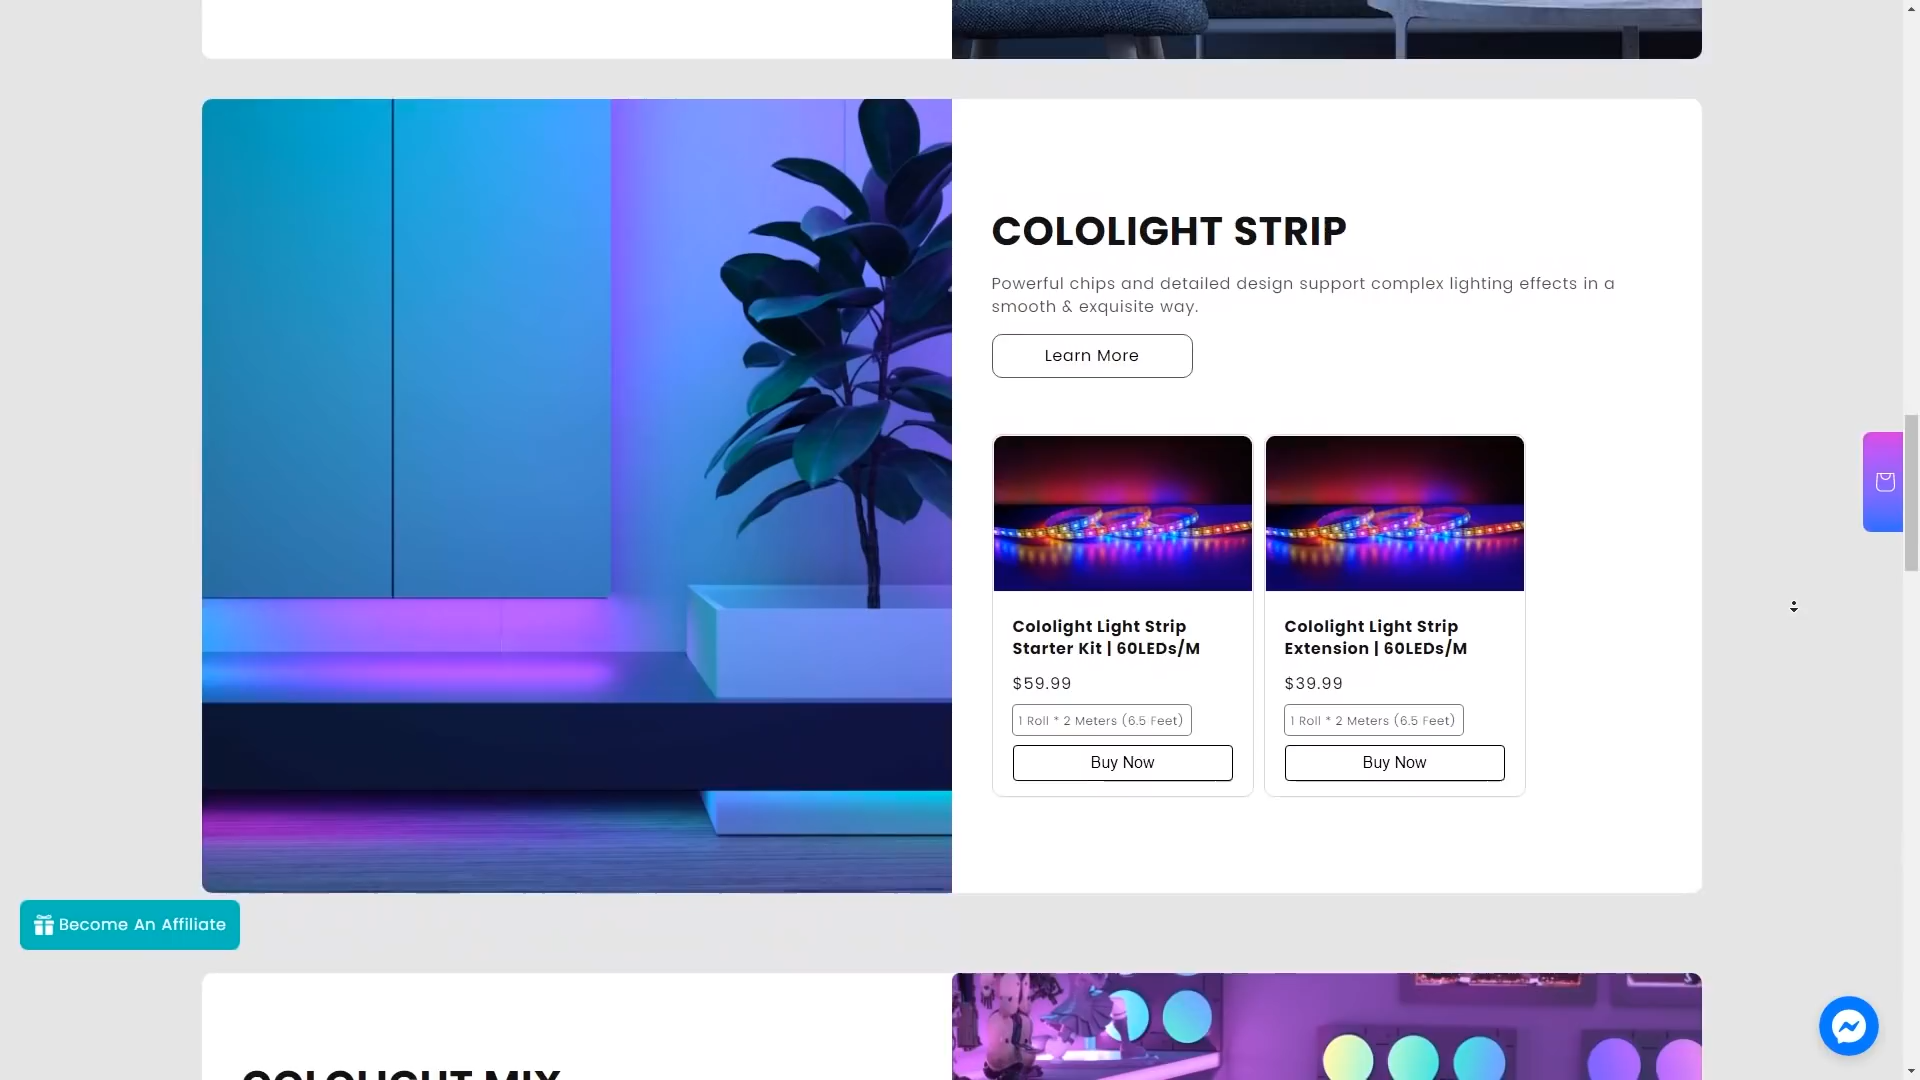 COLOLIGHT STRIP
Powerful chips and detailed design support complex lighting effects in a
smooth & exquisite way.
Learn More
Cololight Light Strip
Starter Kit | 60LEDs/M
$59.99
1 Roll * 2 Meters (6.5 Feet)
Buy Now
Cololight Light Strip
Extension | 60LEDs/M
$39.99
1 Roll * 2 Meters (6.5 Feet)
Buy Now
Become An Affiliate
COLOLIGHT MIX